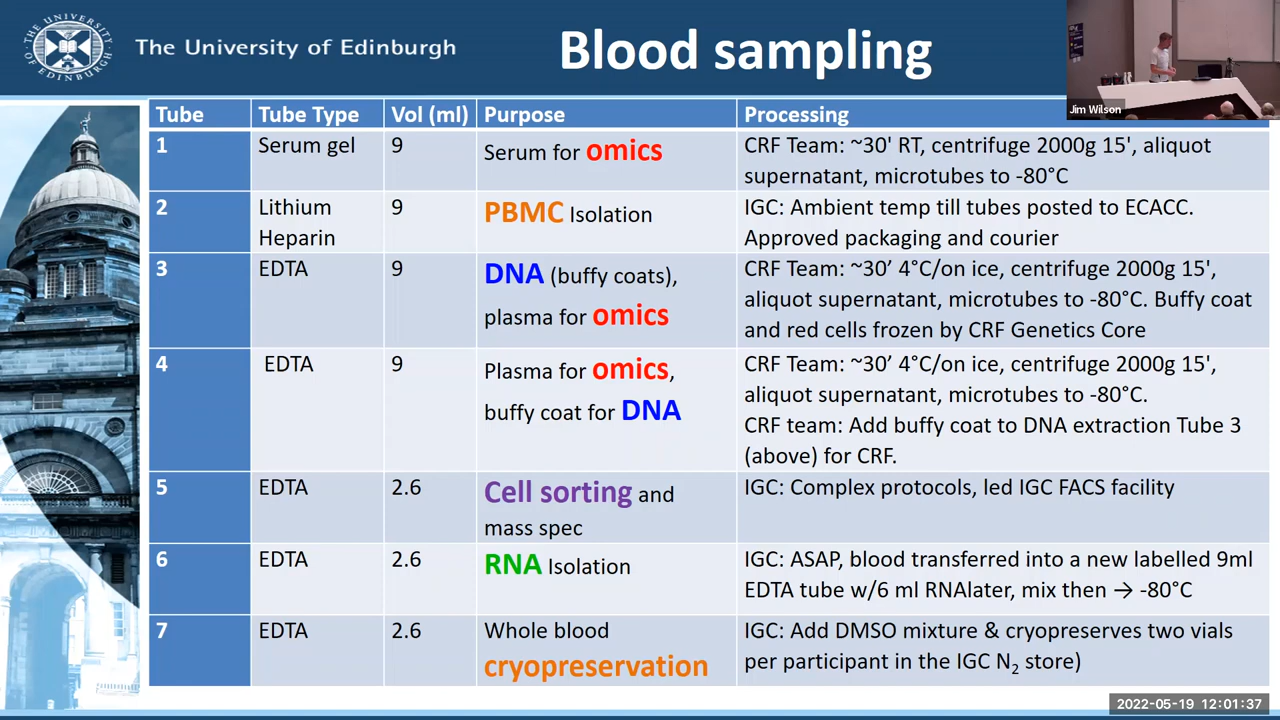 THE UNIVERSITY OF EDINBURGH
The University of Edinburgh
Blood sampling
Jim Wilson
Tube Tube Type Vol (ml) Purpose Processing
1 Serum gel 9 Serum for omics CRF Team: ~30' RT, centrifuge 2000g 15', aliquot
supernatant, microtubes to -80°C
2 Lithium 9 PBMC Isolation IGC: Ambient temp till tubes posted to ECACC.
Heparin Approved packaging and courier
3 EDTA 9 DNA (buffy coats), CRF Team: ~30’ 4°C/on ice, centrifuge 2000g 15',
plasma for omics aliquot supernatant, microtubes to -80°C. Buffy coat
and red cells frozen by CRF Genetics Core
4 EDTA 9 Plasma for omics, CRF Team: ~30’ 4°C/on ice, centrifuge 2000g 15',
buffy coat for DNA aliquot supernatant, microtubes to -80°C.
CRF team: Add buffy coat to DNA extraction Tube 3
(above) for CRF.
5 EDTA 2.6 Cell sorting and IGC: Complex protocols, led IGC FACS facility
mass spec
6 EDTA 2.6 RNA Isolation IGC: ASAP, blood transferred into a new labelled 9ml
EDTA tube w/6 ml RNAlater, mix then → -80°C
7 EDTA 2.6 Whole blood IGC: Add DMSO mixture & cryopreserves two vials
cryopreservation per participant in the IGC N₂ store)
2022-05-19 12:01:37